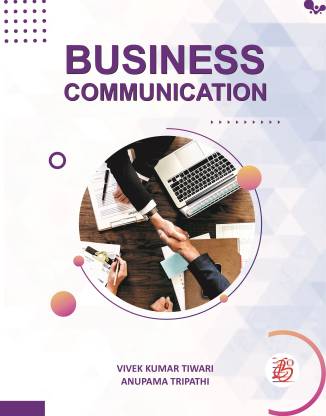 BUSINESS
COMMUNICATION
VIVEK KUMAR TIWARI
ANUPAMA TRIPATHI